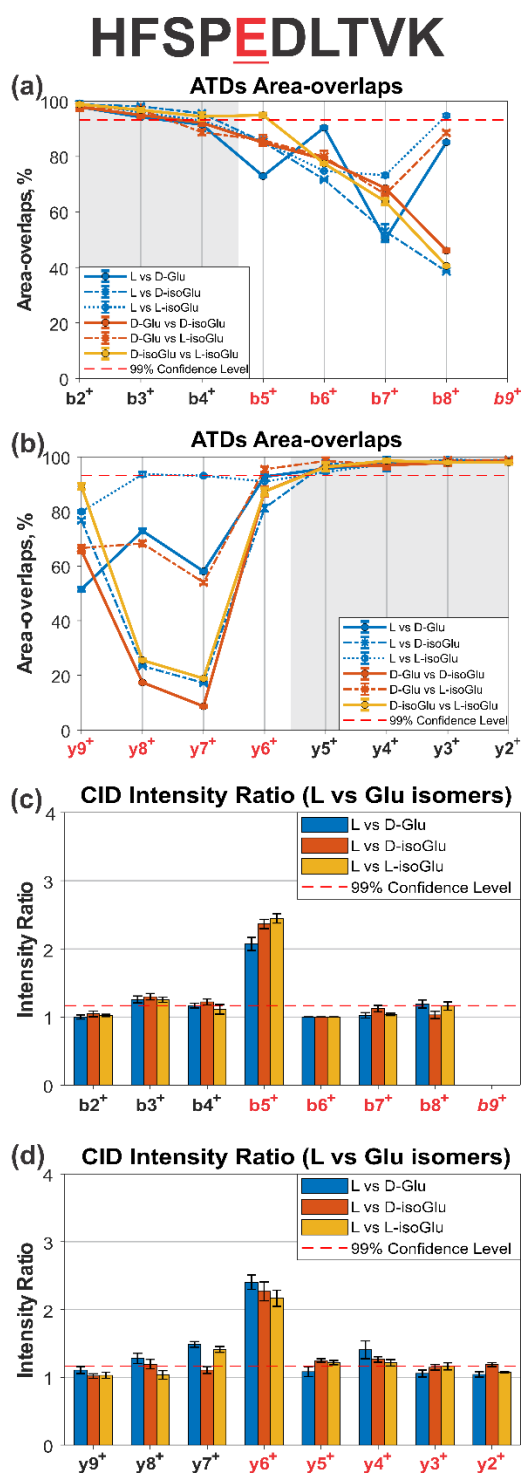 HFSPEDLTVK
(a)
ATDs Area-overlaps
Area-overlaps, %
100
80
60
40
20
0
L vs D-Glu
L vs D-isoGlu
L vs L-isoGlu
D-Glu vs D-isoGlu
D-Glu vs L-isoGlu
D-isoGlu vs L-isoGlu
99% Confidence Level
b2+ b3+ b4+ b5+ b6+ b7+ b8+ b9+
(b)
ATDs Area-overlaps
Area-overlaps, %
100
80
60
40
20
0
L vs D-Glu
L vs D-isoGlu
L vs L-isoGlu
D-Glu vs D-isoGlu
D-Glu vs L-isoGlu
D-isoGlu vs L-isoGlu
99% Confidence Level
y9+ y8+ y7+ y6+ y5+ y4+ y3+ y2+
(c)
CID Intensity Ratio (L vs Glu isomers)
Intensity Ratio
4
3
2
1
0
L vs D-Glu
L vs D-isoGlu
L vs L-isoGlu
99% Confidence Level
b2+ b3+ b4+ b5+ b6+ b7+ b8+ b9+
(d)
CID Intensity Ratio (L vs Glu isomers)
Intensity Ratio
4
3
2
1
0
L vs D-Glu
L vs D-isoGlu
L vs L-isoGlu
99% Confidence Level
y9+ y8+ y7+ y6+ y5+ y4+ y3+ y2+